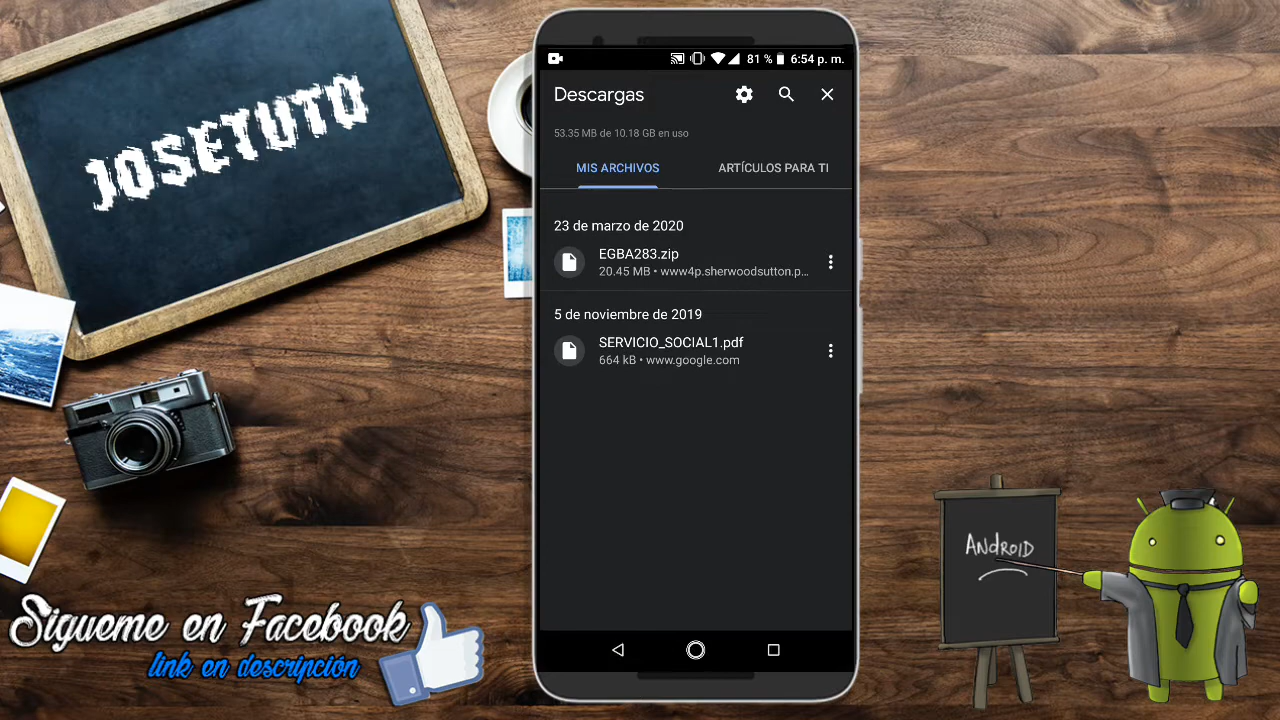 JOSETUTO
81 % 6:54 p. m.
Descargas
53.35 MB de 10.18 GB en uso
MIS ARCHIVOS
ARTÍCULOS PARA TI
23 de marzo de 2020
EGBA283.zip
20.45 MB • www4p.sherwoodsutton.p...
5 de noviembre de 2019
SERVICIO_SOCIAL1.pdf
664 kB • www.google.com
ANDROID
Sigueme en Facebook
link en descripción